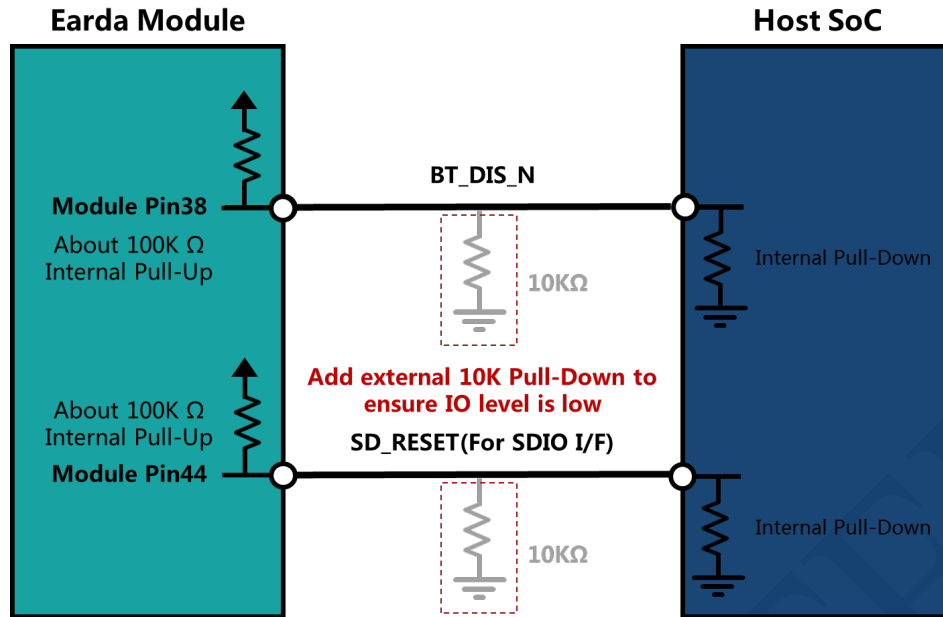 Earda Module
Host SoC
BT_DIS_N
Module Pin38
About 100K Ω
Internal Pull-Up
10KΩ
Internal Pull-Down
Add external 10K Pull-Down to
ensure IO level is low
About 100K Ω
Internal Pull-Up
SD_RESET(For SDIO I/F)
Module Pin44
10KΩ
Internal Pull-Down